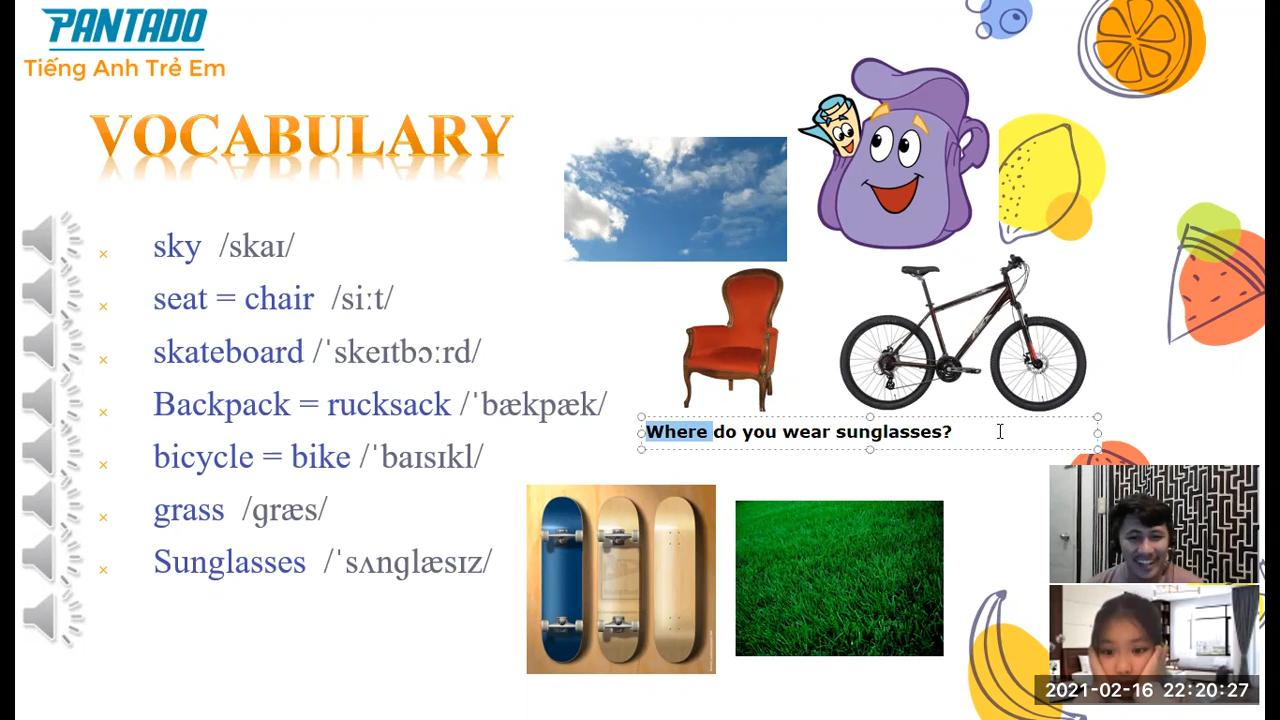 PANTADO
Tiếng Anh Trẻ Em
VOCABULARY
sky /skaɪ/
seat = chair /siːt/
skateboard /ˈskeɪtbɔːrd/
Backpack = rucksack /ˈbækpæk/
bicycle = bike /ˈbaɪsɪkl/
grass /ɡræs/
Sunglasses /ˈsʌnɡlæsɪz/
Where do you wear sunglasses?
2021-02-16 22:20:27